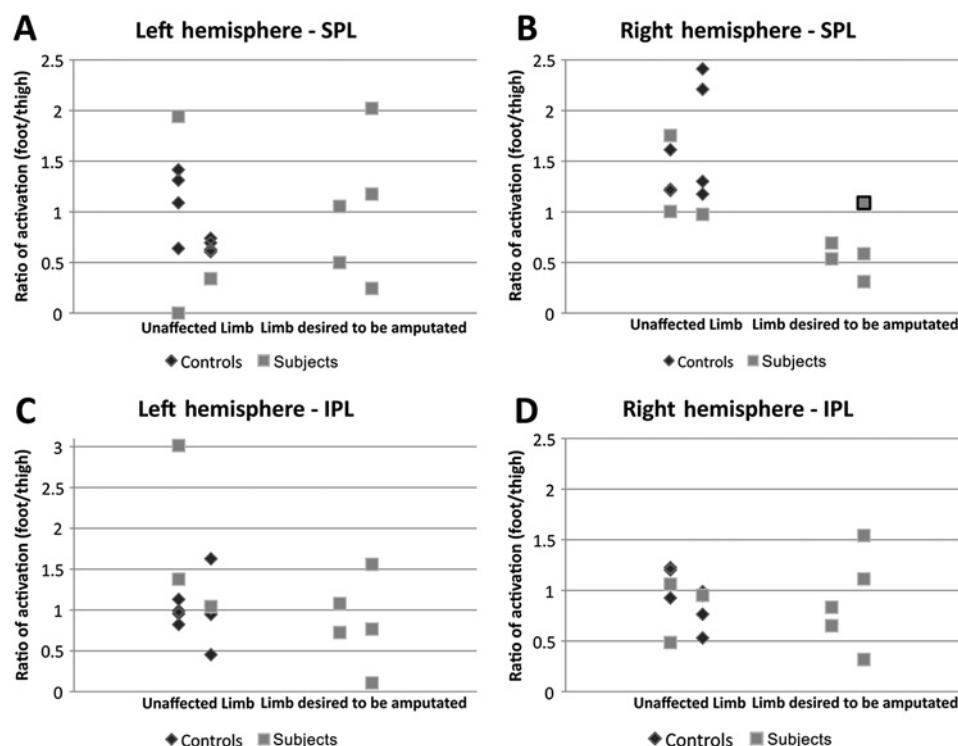 A
Left hemisphere - SPL
Ratio of activation (foot/thigh)
2.5
2
1.5
1
0.5
0
Unaffected Limb Limb desired to be amputated
Controls Subjects
B
Right hemisphere - SPL
Ratio of activation (foot/thigh)
2.5
2
1.5
1
0.5
0
Unaffected Limb Limb desired to be amputated
Controls Subjects
C
Left hemisphere - IPL
Ratio of activation (foot/thigh)
3
2.5
2
1.5
1
0.5
0
Unaffected Limb Limb desired to be amputated
Controls Subjects
D
Right hemisphere - IPL
Ratio of activation (foot/thigh)
2.5
2
1.5
1
0.5
0
Unaffected Limb Limb desired to be amputated
Controls Subjects